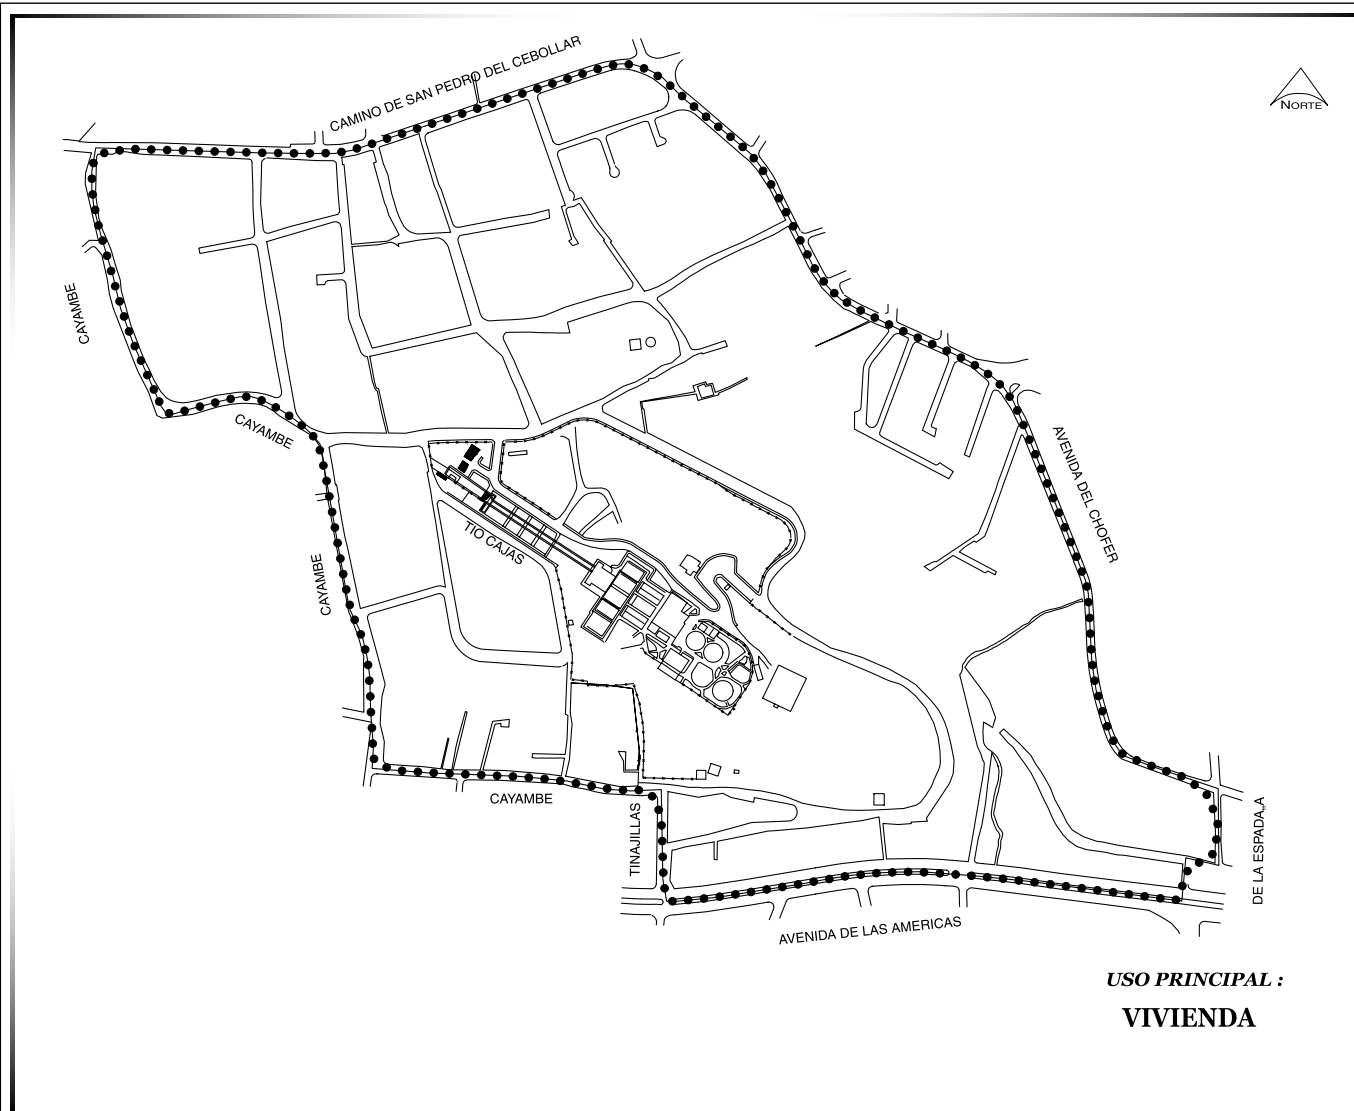 CAMINO DE SAN PEDRO DEL CEBOLLAR
NORTE
CAYAMBE
CAYAMBE
AVENIDA DEL CHOFER
TIO CAJAS
CAYAMBE
CAYAMBE
TINAJILLAS
DE LA ESPADA„A
AVENIDA DE LAS AMERICAS
USO PRINCIPAL :
VIVIENDA